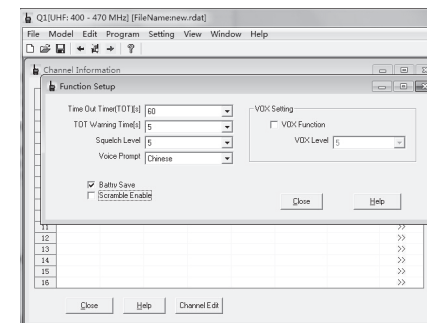 Q1[UHF: 400 - 470 MHz] [FileName:new.rdat]
File Model Edit Program Setting View Window Help
Channel Information
Function Setup
Time Out Time(TOT)[s] 60
TOT Warning Time[s] 5
Squelch Level 5
Voice Prompt Chinese
VOX Setting
VOX Function
VOX Level 5
Battry Save
Scramble Enable
Close Help
11 >>
12 >>
13 >>
14 >>
15 >>
16 >>
Close Help Channel Edit